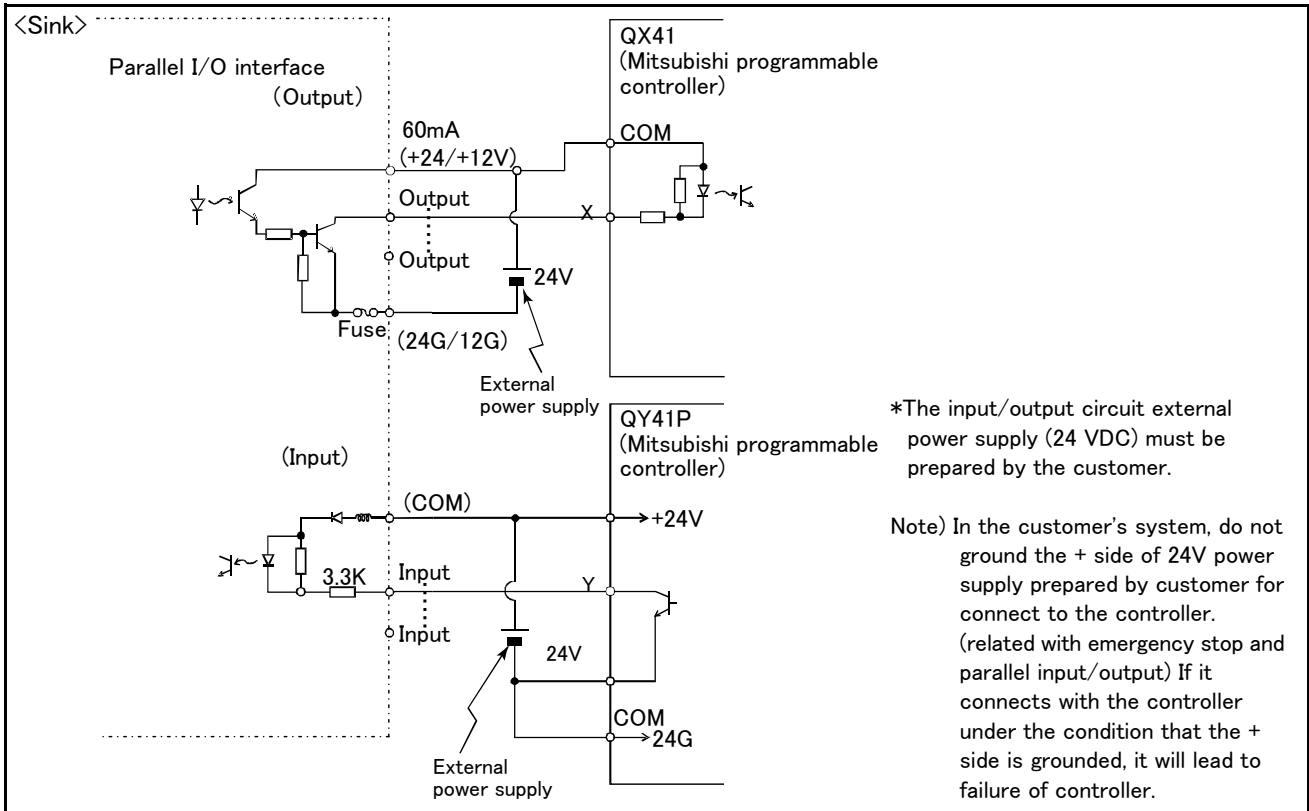 <Sink>
Parallel I/O interface
(Output)
QX41
(Mitsubishi programmable
controller)
60mA
(+24/+12V)
COM
Output
X
Output
24V
Fuse
(24G/12G)
External
power supply
QY41P
(Mitsubishi programmable
controller)
(Input)
(COM)
+24V
3.3K
Input
Y
Input
24V
COM
24G
External
power supply
*The input/output circuit external
power supply (24 VDC) must be
prepared by the customer.
Note) In the customer's system, do not
ground the + side of 24V power
supply prepared by customer for
connect to the controller.
(related with emergency stop and
parallel input/output) If it
connects with the controller
under the condition that the +
side is grounded, it will lead to
failure of controller.